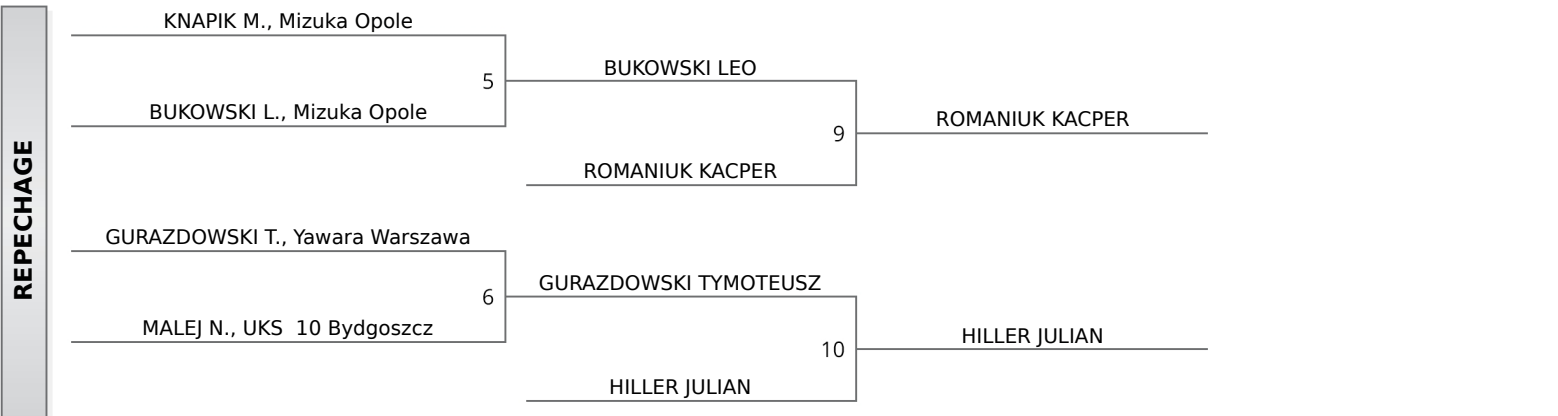 REPECHAGE
KNAPIK M., Mizuka Opole
5
BUKOWSKI L., Mizuka Opole
BUKOWSKI LEO
9
ROMANIUK KACPER
ROMANIUK KACPER
GURAZDOWSKI T., Yawara Warszawa
6
MALEJ N., UKS  10 Bydgoszcz
GURAZDOWSKI TYMOTEUSZ
10
HILLER JULIAN
HILLER JULIAN